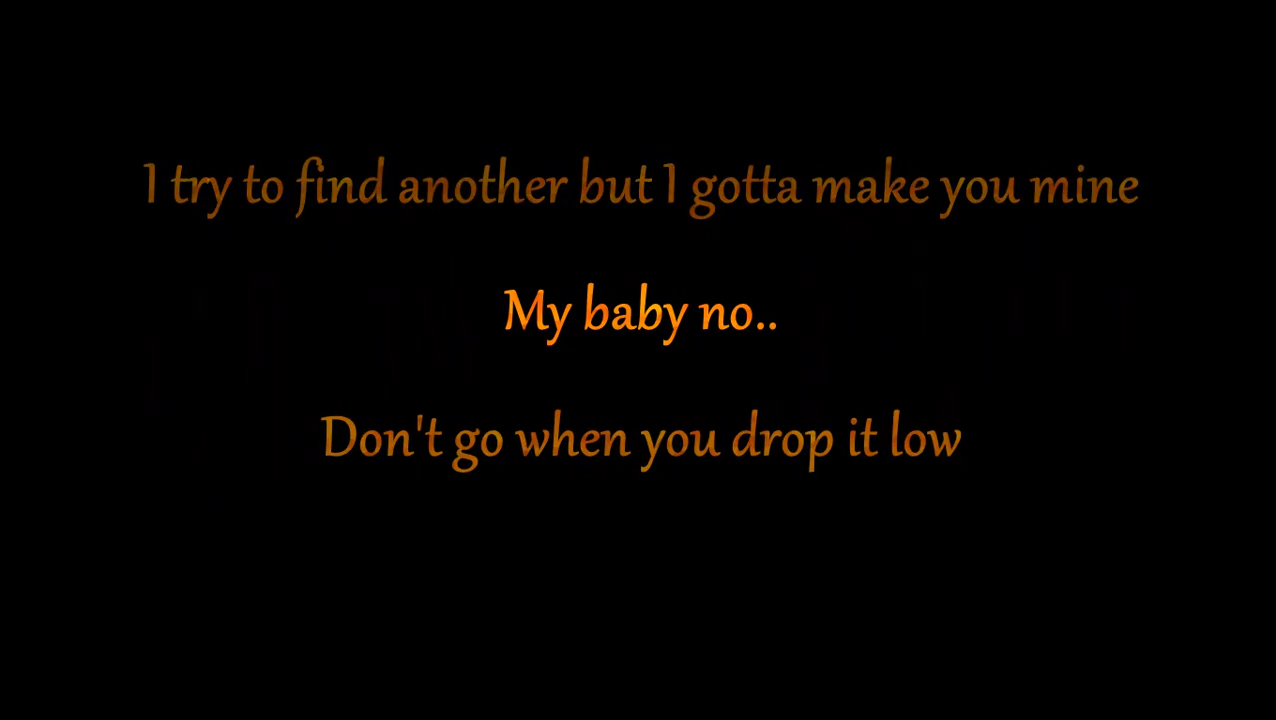 I try to find another but I gotta make you mine
My baby no..
Don't go when you drop it low